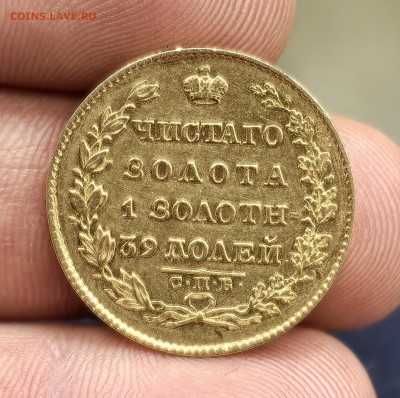 COINS.LAVE.RU
ЧИСТАГО
ЗОЛОТА
1 ЗОЛОТН-
39 ДОЛЕЙ.
С·П·Б·